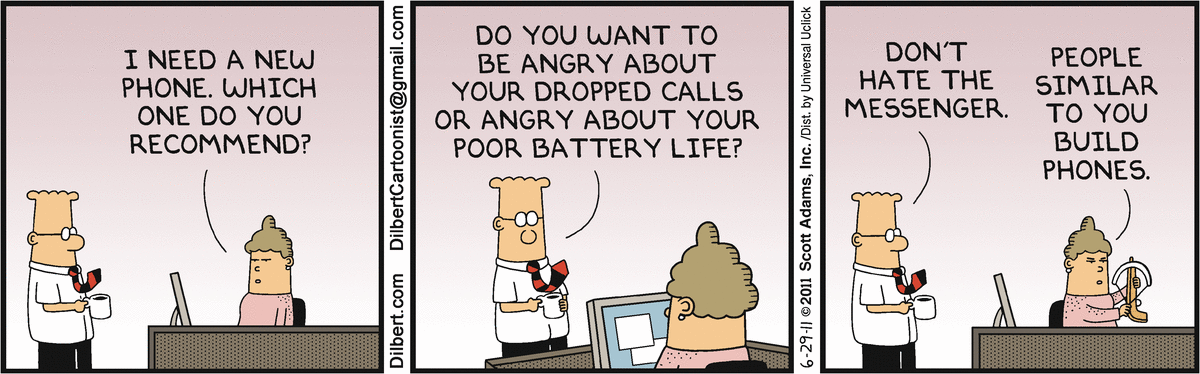 I NEED A NEW
PHONE. WHICH
ONE DO YOU
RECOMMEND?
Dilbert.com DilbertCartoonist@gmail.com
DO YOU WANT TO
BE ANGRY ABOUT
YOUR DROPPED CALLS
OR ANGRY ABOUT YOUR
POOR BATTERY LIFE?
6-29-11 ©2011 Scott Adams, Inc. /Dist. by Universal Uclick
DON'T
HATE THE
MESSENGER.
PEOPLE
SIMILAR
TO YOU
BUILD
PHONES.